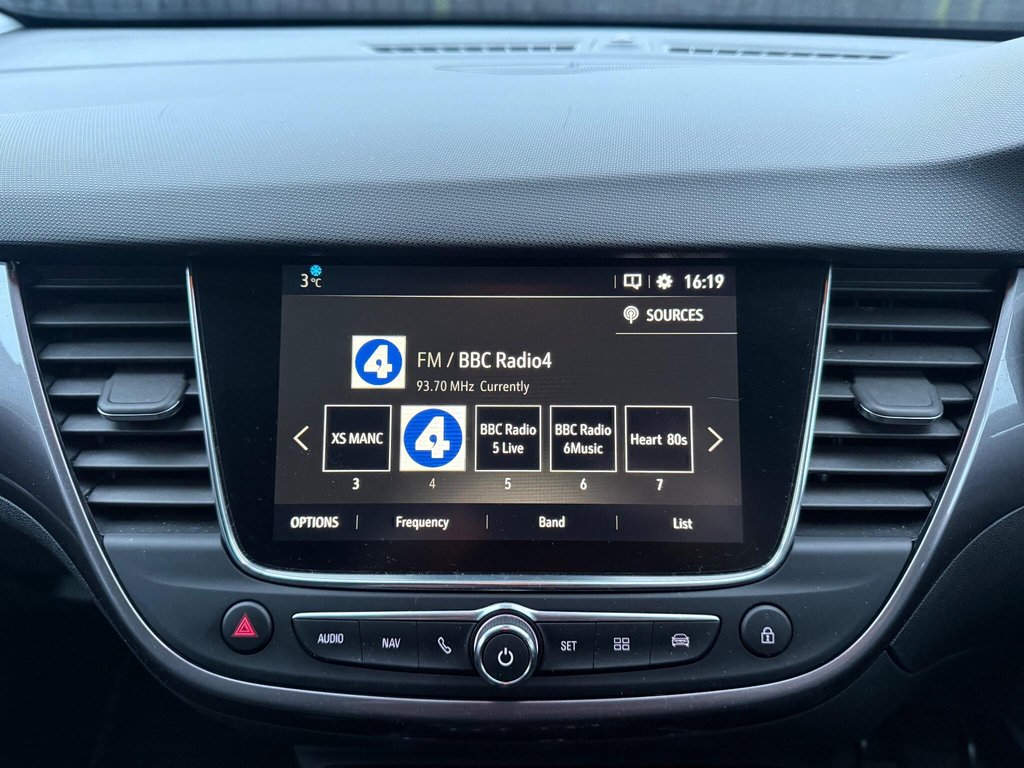 3°C
16:19
SOURCES
4
FM / BBC Radio4
93.70 MHz Currently
XS MANC
4
BBC Radio
5 Live
BBC Radio
6Music
Heart 80s
3 4 5 6 7
OPTIONS Frequency Band List
AUDIO NAV SET